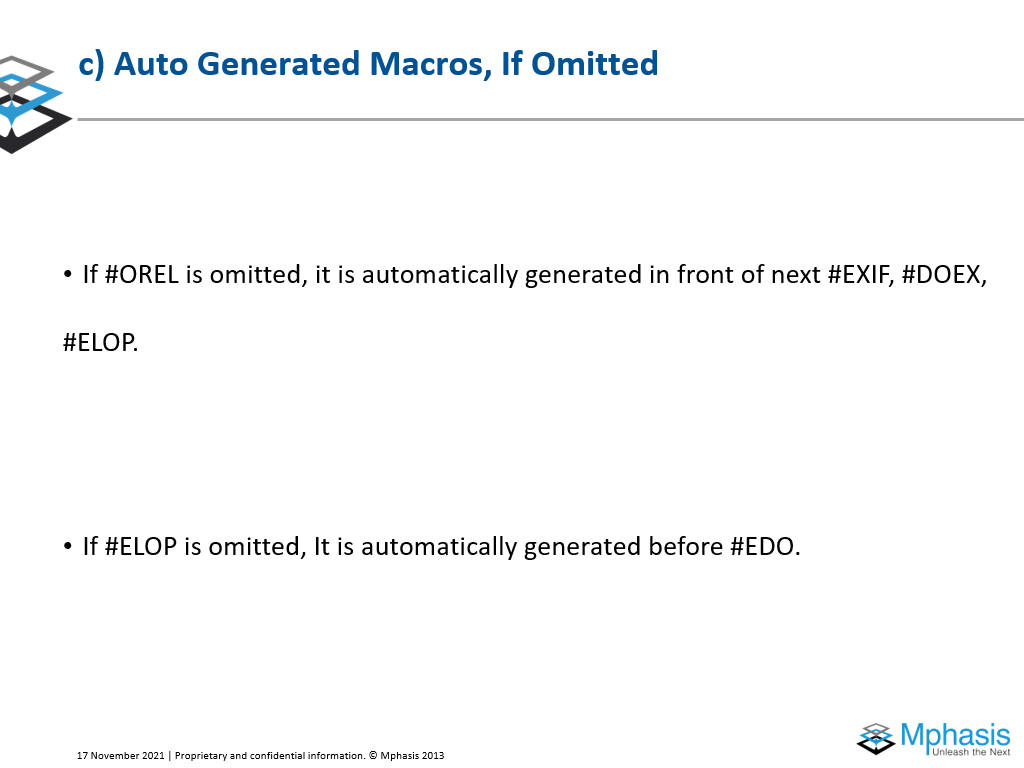 c) Auto Generated Macros, If Omitted
• If #OREL is omitted, it is automatically generated in front of next #EXIF, #DOEX,
#ELOP.
• If #ELOP is omitted, It is automatically generated before #EDO.
17 November 2021 | Proprietary and confidential information. © Mphasis 2013
Mphasis
Unleash the Next